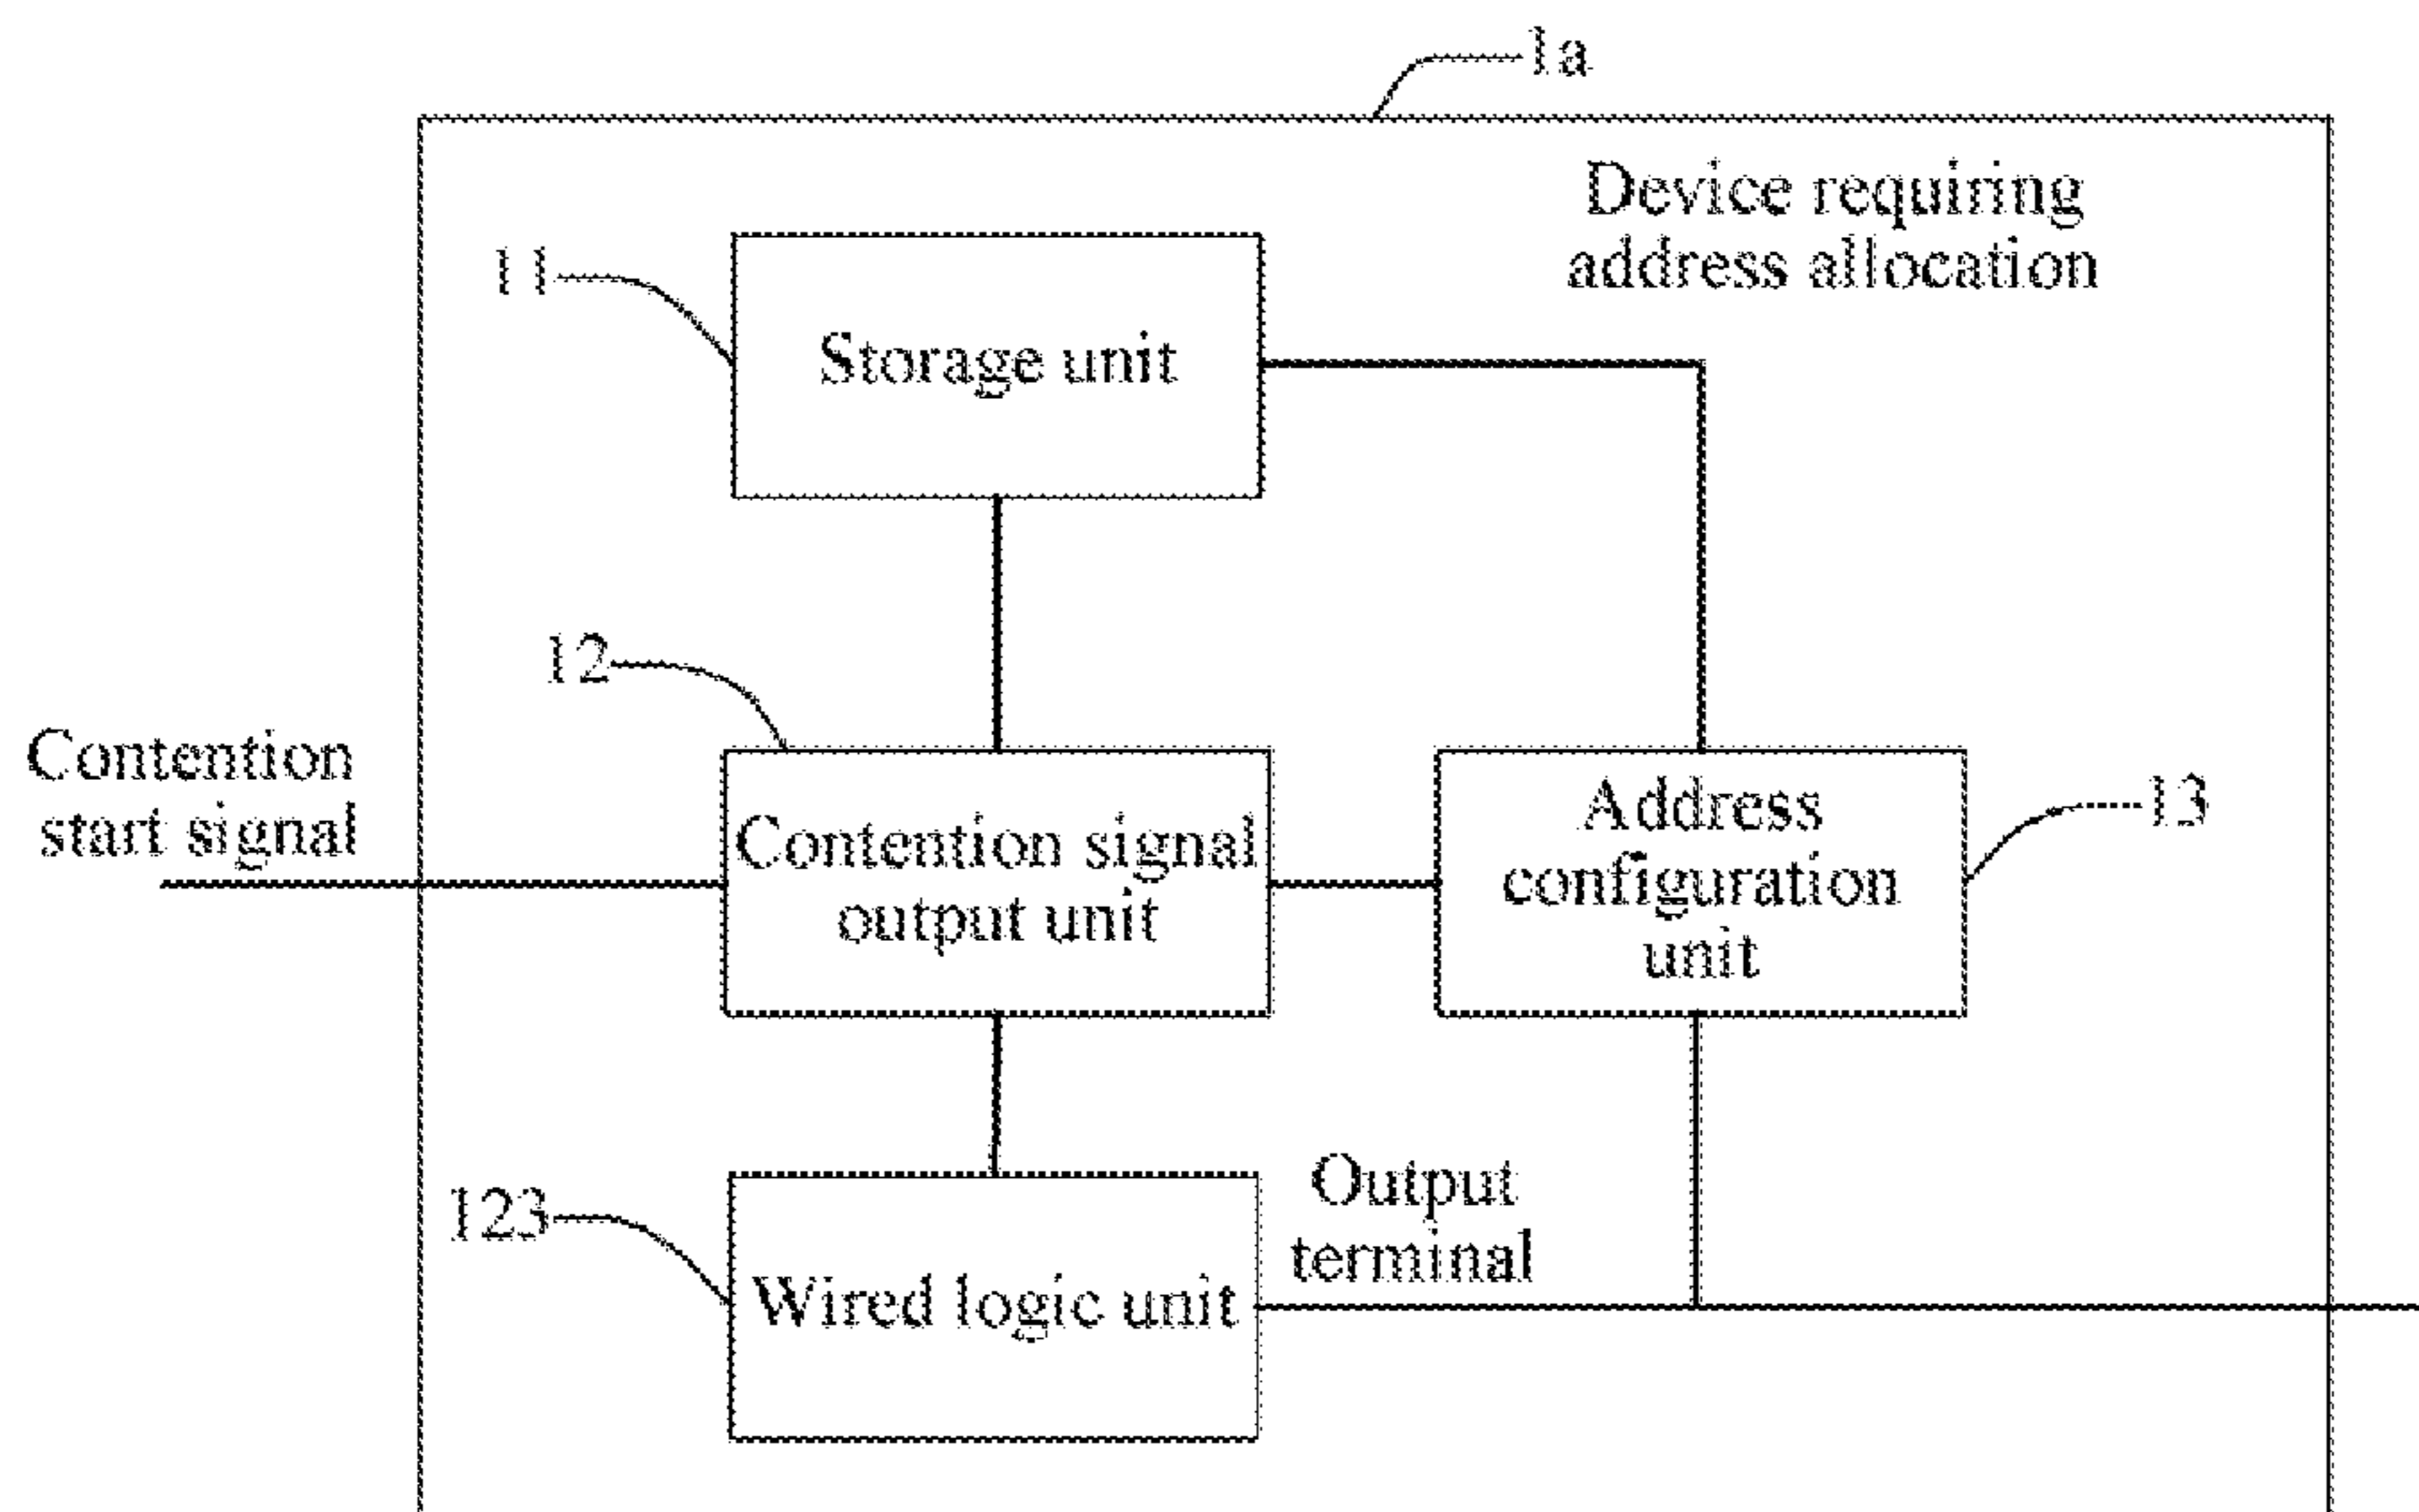 1a
Device requiring
address allocation
11
Storage unit
12
Contention
start signal
Contention signal
output unit
Address
configuration
unit
13
Output
terminal
123
Wired logic unit